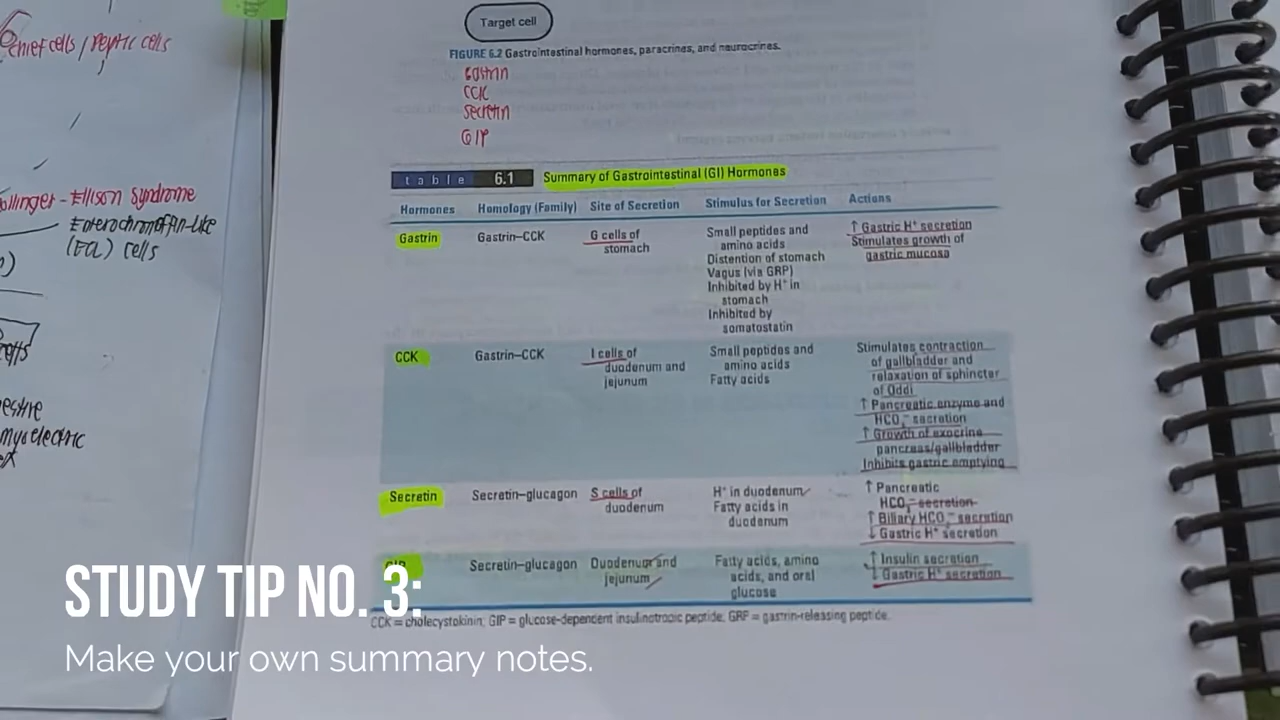 chief cells / peptic cells
Ellison Syndrome
Enterochromaffin-like
(ECL) cells
cells
myoelectric
Target cell
FIGURE 6.2 Gastrointestinal hormones, paracrines, and neurocrines.
Gastrin
CCK
Secretin
GIP
table 6.1 Summary of Gastrointestinal (GI) Hormones
Hormones Homology (Family) Site of Secretion Stimulus for Secretion Actions
Gastrin Gastrin–CCK G cells of Small peptides and ↑ Gastric H⁺ secretion
stomach amino acids Stimulates growth of
Distention of stomach gastric mucosa
Vagus (via GRP)
Inhibited by H⁺ in
stomach
Inhibited by
somatostatin
CCK Gastrin–CCK I cells of Small peptides and Stimulates contraction
duodenum and amino acids of gallbladder and
jejunum Fatty acids relaxation of sphincter
of Oddi
↑ Pancreatic enzyme and
HCO₃⁻ secretion
↑ Growth of exocrine
pancreas/gallbladder
Inhibits gastric emptying
Secretin Secretin–glucagon S cells of H⁺ in duodenum ↑ Pancreatic
duodenum Fatty acids in HCO₃⁻ secretion
duodenum ↑ Biliary HCO₃⁻ secretion
↓ Gastric H⁺ secretion
GIP Secretin–glucagon Duodenum and Fatty acids, amino ↑ Insulin secretion
jejunum acids, and oral ↓ Gastric H⁺ secretion
glucose
CCK = cholecystokinin; GIP = glucose-dependent insulinotropic peptide; GRP = gastrin-releasing peptide.
STUDY TIP NO. 3:
Make your own summary notes.